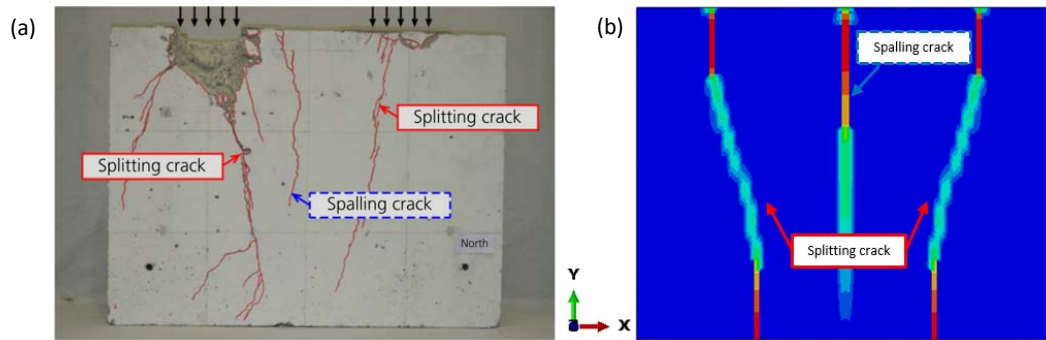 (a)
Splitting crack
Splitting crack
Spalling crack
North
(b)
Spalling crack
Splitting crack
Y
X